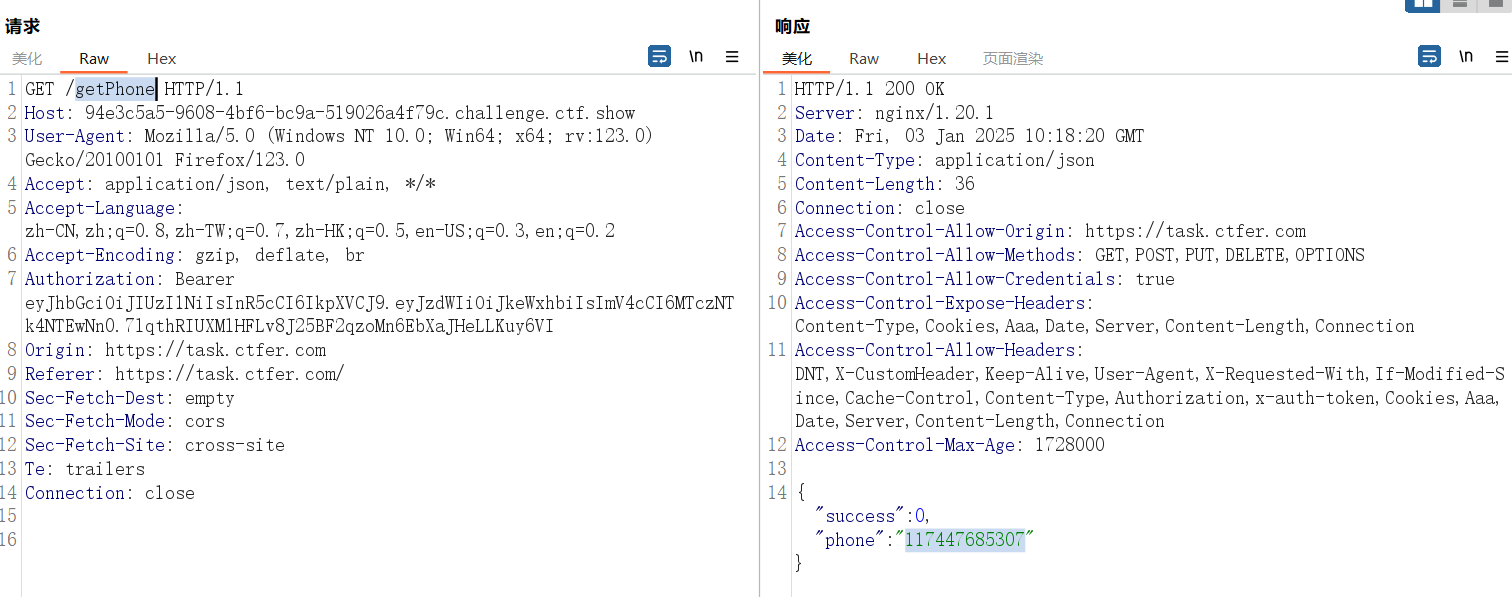 请求
美化 Raw Hex \n
1 GET /getPhone HTTP/1.1
2 Host: 94e3c5a5-9608-4bf6-bc9a-519026a4f79c.challenge.ctf.show
3 User-Agent: Mozilla/5.0 (Windows NT 10.0; Win64; x64; rv:123.0)
Gecko/20100101 Firefox/123.0
4 Accept: application/json, text/plain, */*
5 Accept-Language:
zh-CN,zh;q=0.8,zh-TW;q=0.7,zh-HK;q=0.5,en-US;q=0.3,en;q=0.2
6 Accept-Encoding: gzip, deflate, br
7 Authorization: Bearer
eyJhbGciOiJIUzI1NiIsInR5cCI6IkpXVCJ9.eyJzdWIiOiJkeWxhbiIsImV4cCI6MTczNT
k4NTEwNn0.71qthRIUXM1HFLv8J25BF2qzoMn6EbXaJHeLLKuy6VI
8 Origin: https://task.ctfer.com
9 Referer: https://task.ctfer.com/
10 Sec-Fetch-Dest: empty
11 Sec-Fetch-Mode: cors
12 Sec-Fetch-Site: cross-site
13 Te: trailers
14 Connection: close
15
16
响应
美化 Raw Hex 页面渲染 \n
1 HTTP/1.1 200 OK
2 Server: nginx/1.20.1
3 Date: Fri, 03 Jan 2025 10:18:20 GMT
4 Content-Type: application/json
5 Content-Length: 36
6 Connection: close
7 Access-Control-Allow-Origin: https://task.ctfer.com
8 Access-Control-Allow-Methods: GET,POST,PUT,DELETE,OPTIONS
9 Access-Control-Allow-Credentials: true
10 Access-Control-Expose-Headers:
Content-Type,Cookies,Aaa,Date,Server,Content-Length,Connection
11 Access-Control-Allow-Headers:
DNT,X-CustomHeader,Keep-Alive,User-Agent,X-Requested-With,If-Modified-S
ince,Cache-Control,Content-Type,Authorization,x-auth-token,Cookies,Aaa,
Date,Server,Content-Length,Connection
12 Access-Control-Max-Age: 1728000
13
14 {
"success":0,
"phone":"117447685307"
}